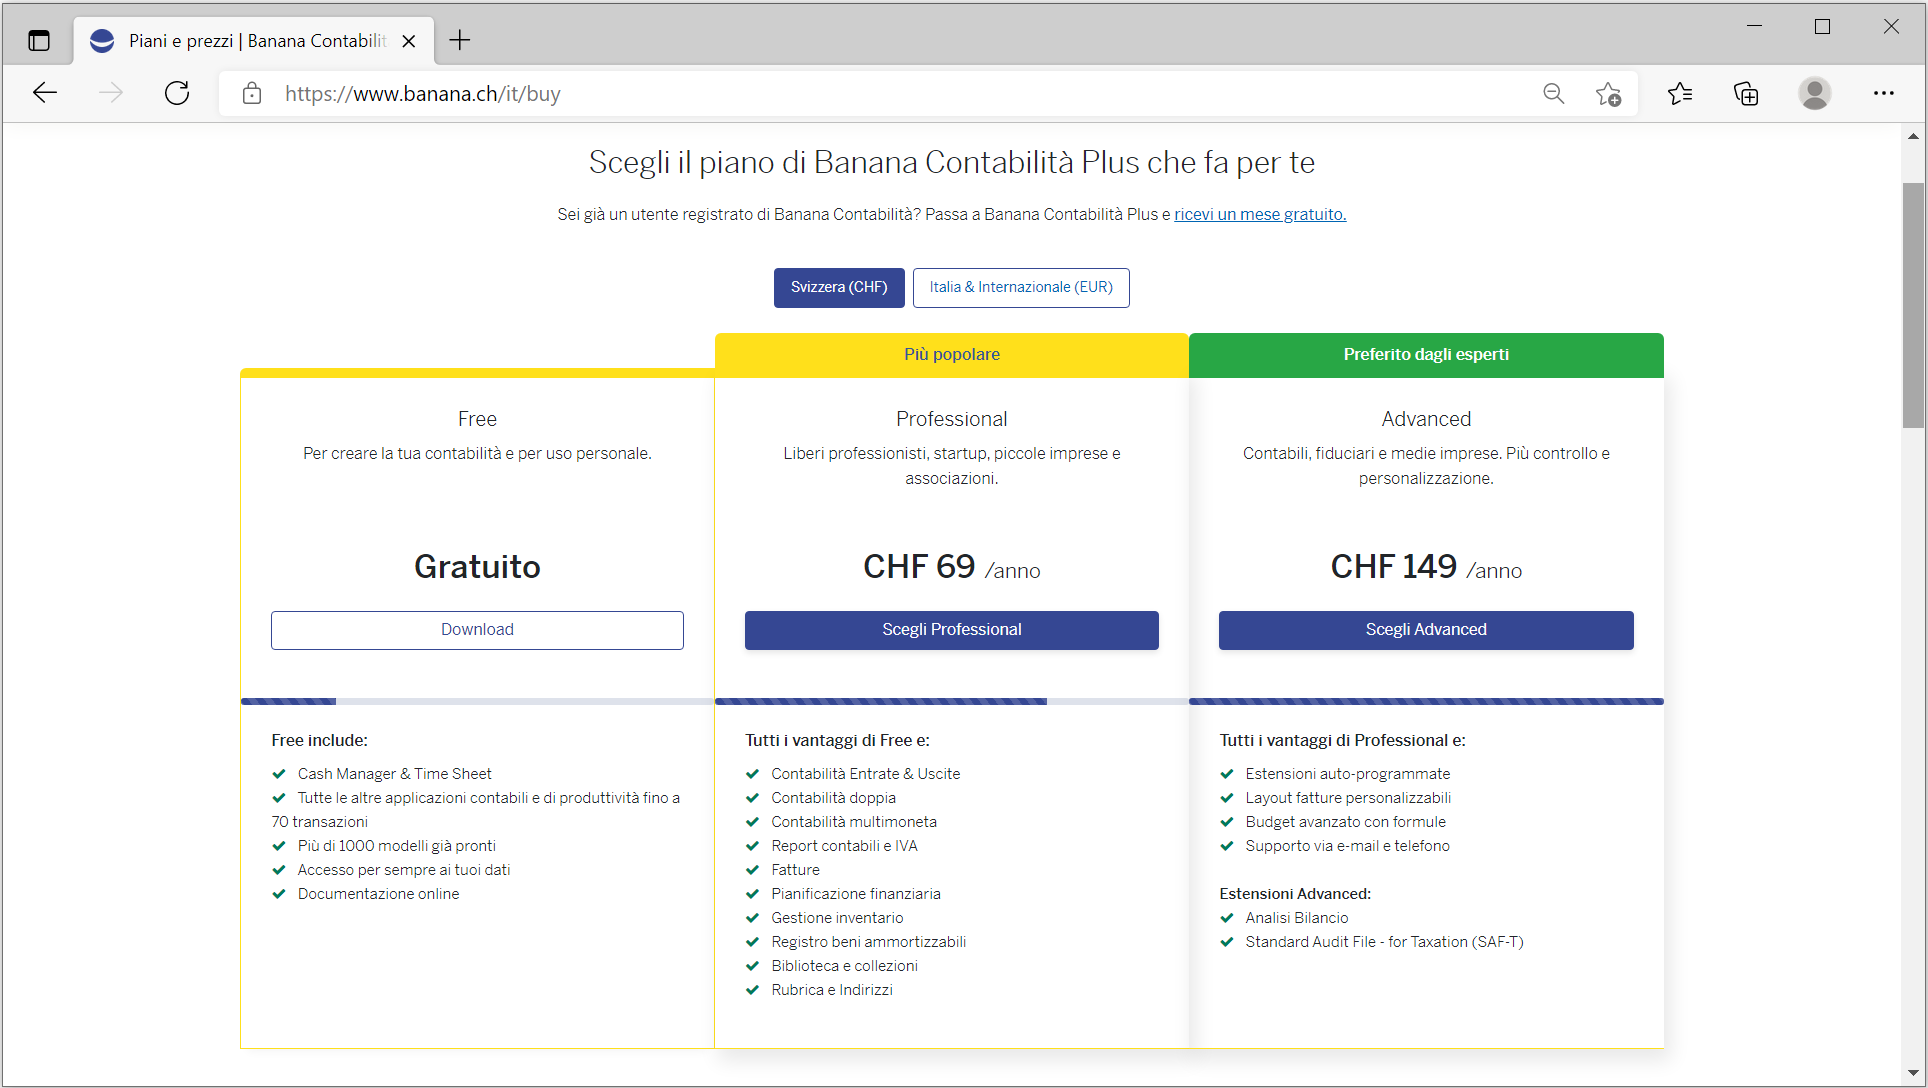 Piani e prezzi | Banana Contabilit
https://www.banana.ch/it/buy
Scegli il piano di Banana Contabilità Plus che fa per te
Sei già un utente registrato di Banana Contabilità? Passa a Banana Contabilità Plus e ricevi un mese gratuito.
Svizzera (CHF)
Italia & Internazionale (EUR)
Free
Per creare la tua contabilità e per uso personale.
Gratuito
Download
Free include:
Cash Manager & Time Sheet
Tutte le altre applicazioni contabili e di produttività fino a
70 transazioni
Più di 1000 modelli già pronti
Accesso per sempre ai tuoi dati
Documentazione online
Più popolare
Professional
Liberi professionisti, startup, piccole imprese e
associazioni.
CHF 69 /anno
Scegli Professional
Tutti i vantaggi di Free e:
Contabilità Entrate & Uscite
Contabilità doppia
Contabilità multimoneta
Report contabili e IVA
Fatture
Pianificazione finanziaria
Gestione inventario
Registro beni ammortizzabili
Biblioteca e collezioni
Rubrica e Indirizzi
Preferito dagli esperti
Advanced
Contabili, fiduciari e medie imprese. Più controllo e
personalizzazione.
CHF 149 /anno
Scegli Advanced
Tutti i vantaggi di Professional e:
Estensioni auto-programmate
Layout fatture personalizzabili
Budget avanzato con formule
Supporto via e-mail e telefono
Estensioni Advanced:
Analisi Bilancio
Standard Audit File - for Taxation (SAF-T)